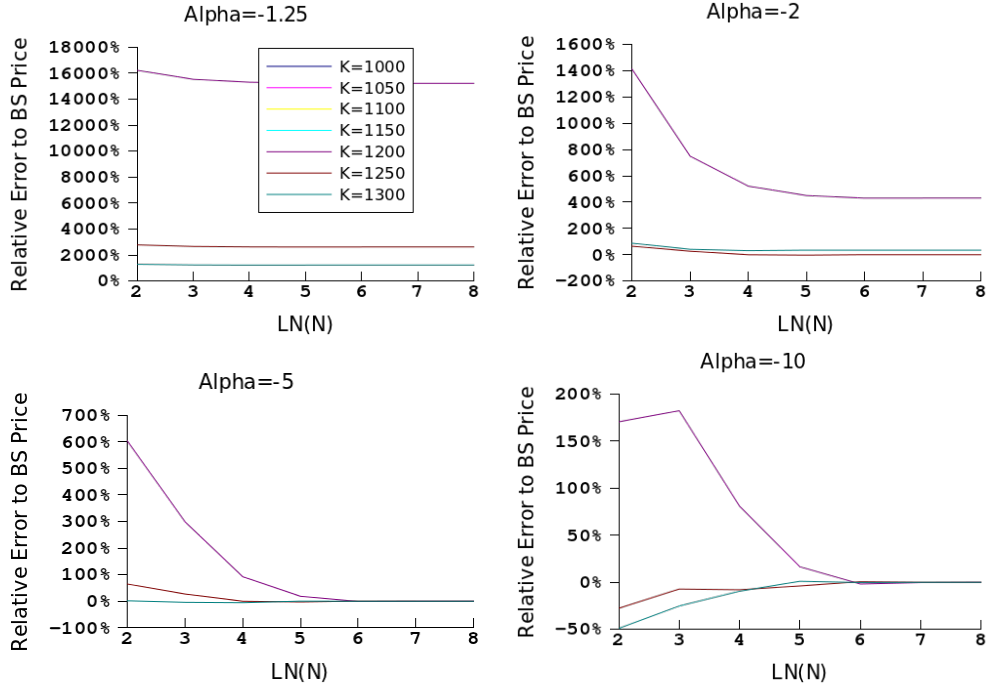 Alpha=-1.25
Relative Error to BS Price
18000%
16000%
14000%
12000%
10000%
8000%
6000%
4000%
2000%
0%
K=1000
K=1050
K=1100
K=1150
K=1200
K=1250
K=1300
2 3 4 5 6 7 8
LN(N)
Alpha=-2
Relative Error to BS Price
1600%
1400%
1200%
1000%
800%
600%
400%
200%
0%
−200%
2 3 4 5 6 7 8
LN(N)
Alpha=-5
Relative Error to BS Price
700%
600%
500%
400%
300%
200%
100%
0%
−100%
2 3 4 5 6 7 8
LN(N)
Alpha=-10
Relative Error to BS Price
200%
150%
100%
50%
0%
−50%
2 3 4 5 6 7 8
LN(N)